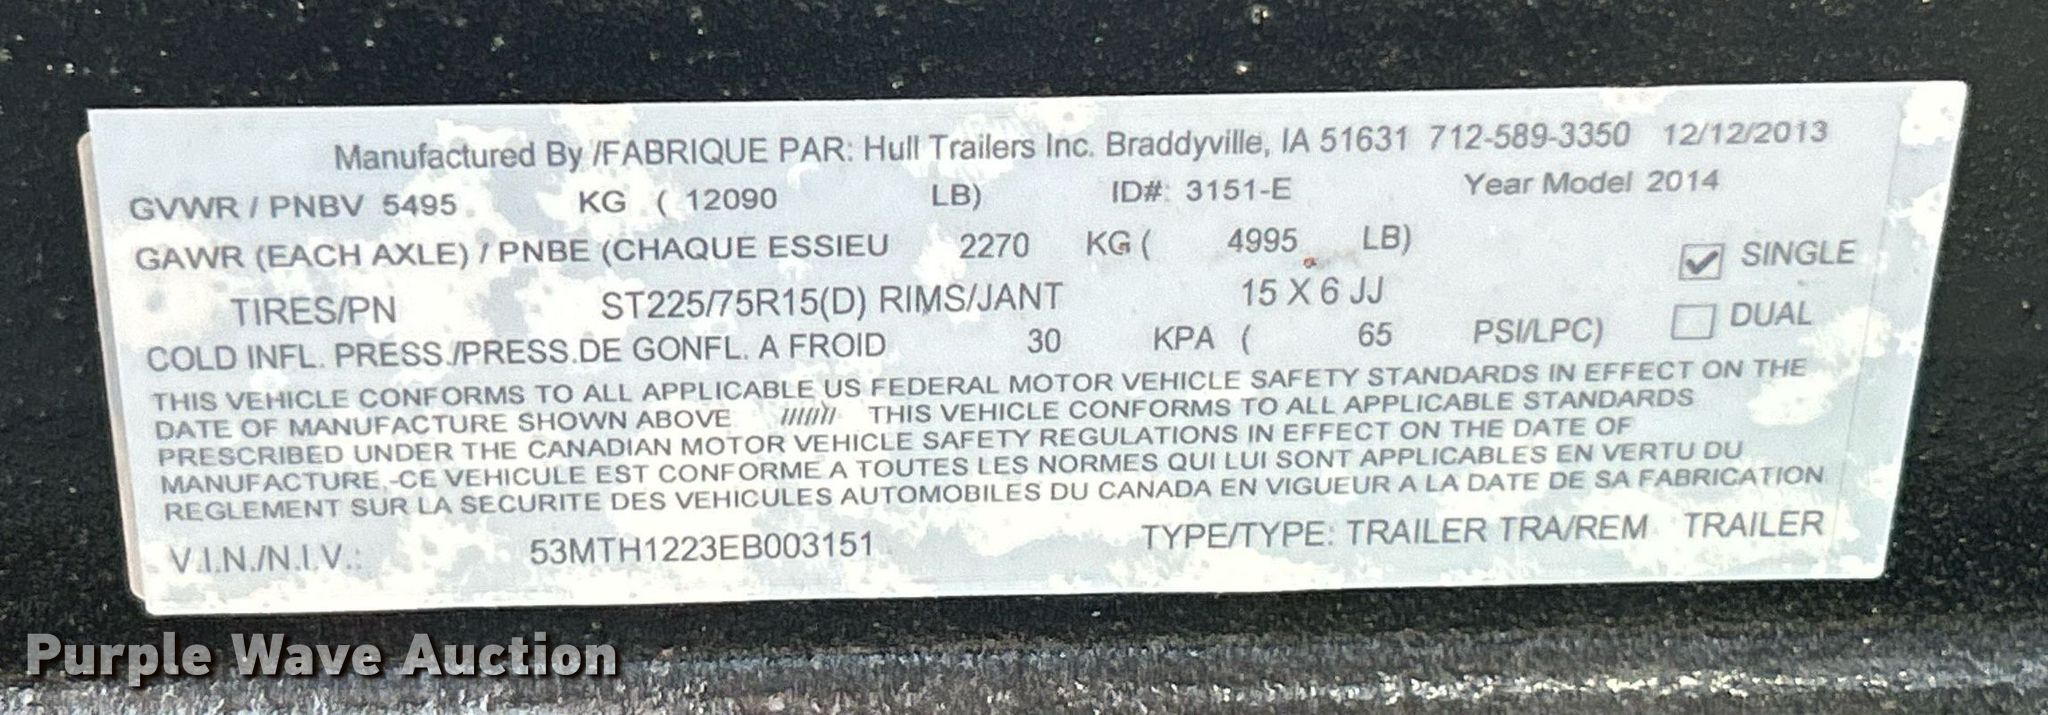 Manufactured By /FABRIQUE PAR: Hull Trailers Inc. Braddyville, IA 51631 712-589-3350 12/12/2013
GVWR / PNBV 5495 KG ( 12090 LB) ID#: 3151-E Year Model 2014
GAWR (EACH AXLE) / PNBE (CHAQUE ESSIEU 2270 KG ( 4995 LB)
SINGLE
TIRES/PN ST225/75R15(D) RIMS/JANT 15 X 6 JJ
DUAL
COLD INFL. PRESS./PRESS.DE GONFL. A FROID 30 KPA ( 65 PSI/LPC)
THIS VEHICLE CONFORMS TO ALL APPLICABLE US FEDERAL MOTOR VEHICLE SAFETY STANDARDS IN EFFECT ON THE
DATE OF MANUFACTURE SHOWN ABOVE /////// THIS VEHICLE CONFORMS TO ALL APPLICABLE STANDARDS
PRESCRIBED UNDER THE CANADIAN MOTOR VEHICLE SAFETY REGULATIONS IN EFFECT ON THE DATE OF
MANUFACTURE,-CE VEHICULE EST CONFORME A TOUTES LES NORMES QUI LUI SONT APPLICABLES EN VERTU DU
REGLEMENT SUR LA SECURITE DES VEHICULES AUTOMOBILES DU CANADA EN VIGUEUR A LA DATE DE SA FABRICATION
V.I.N./N.I.V.: 53MTH1223EB003151 TYPE/TYPE: TRAILER TRA/REM TRAILER
Purple Wave Auction